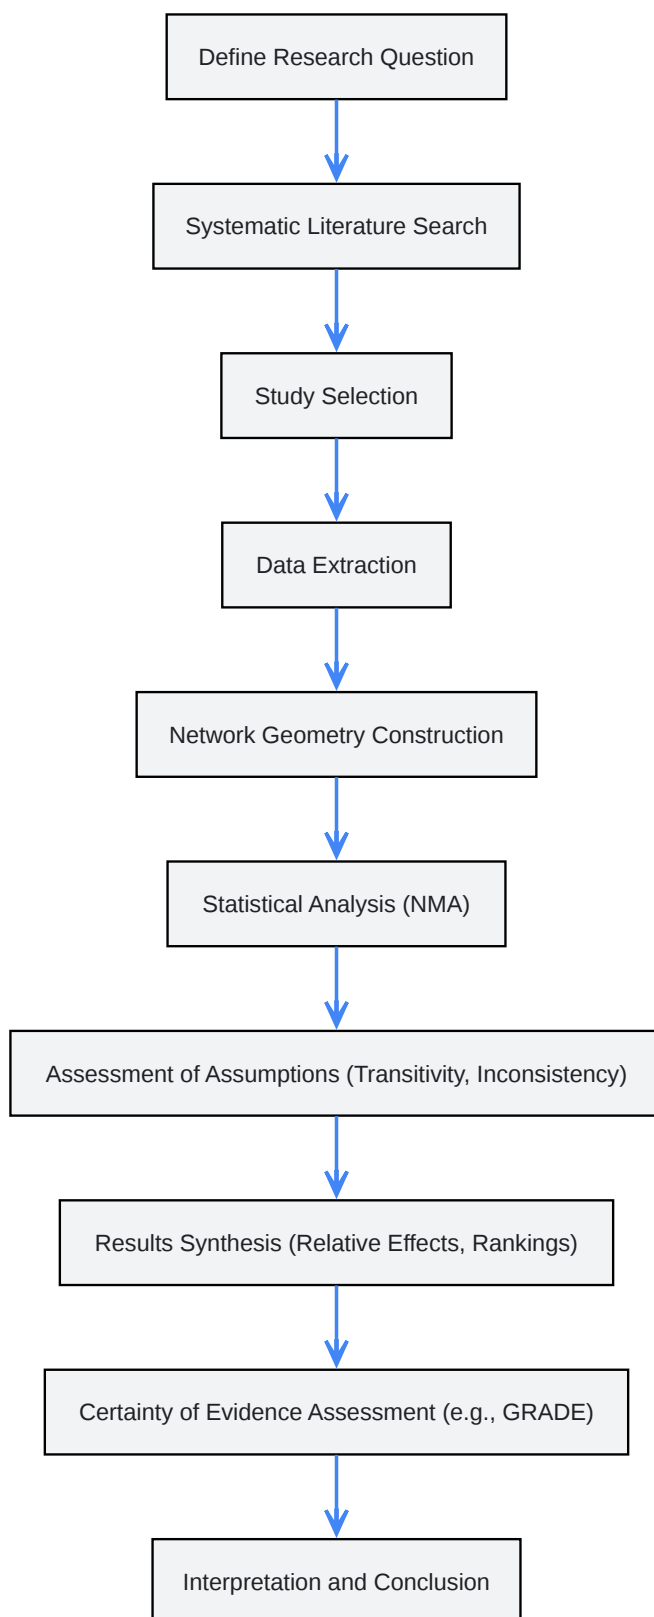 Define Research Question
Systematic Literature Search
Study Selection
Data Extraction
Network Geometry Construction
Statistical Analysis (NMA)
Assessment of Assumptions (Transitivity, Inconsistency)
Results Synthesis (Relative Effects, Rankings)
Certainty of Evidence Assessment (e.g., GRADE)
Interpretation and Conclusion